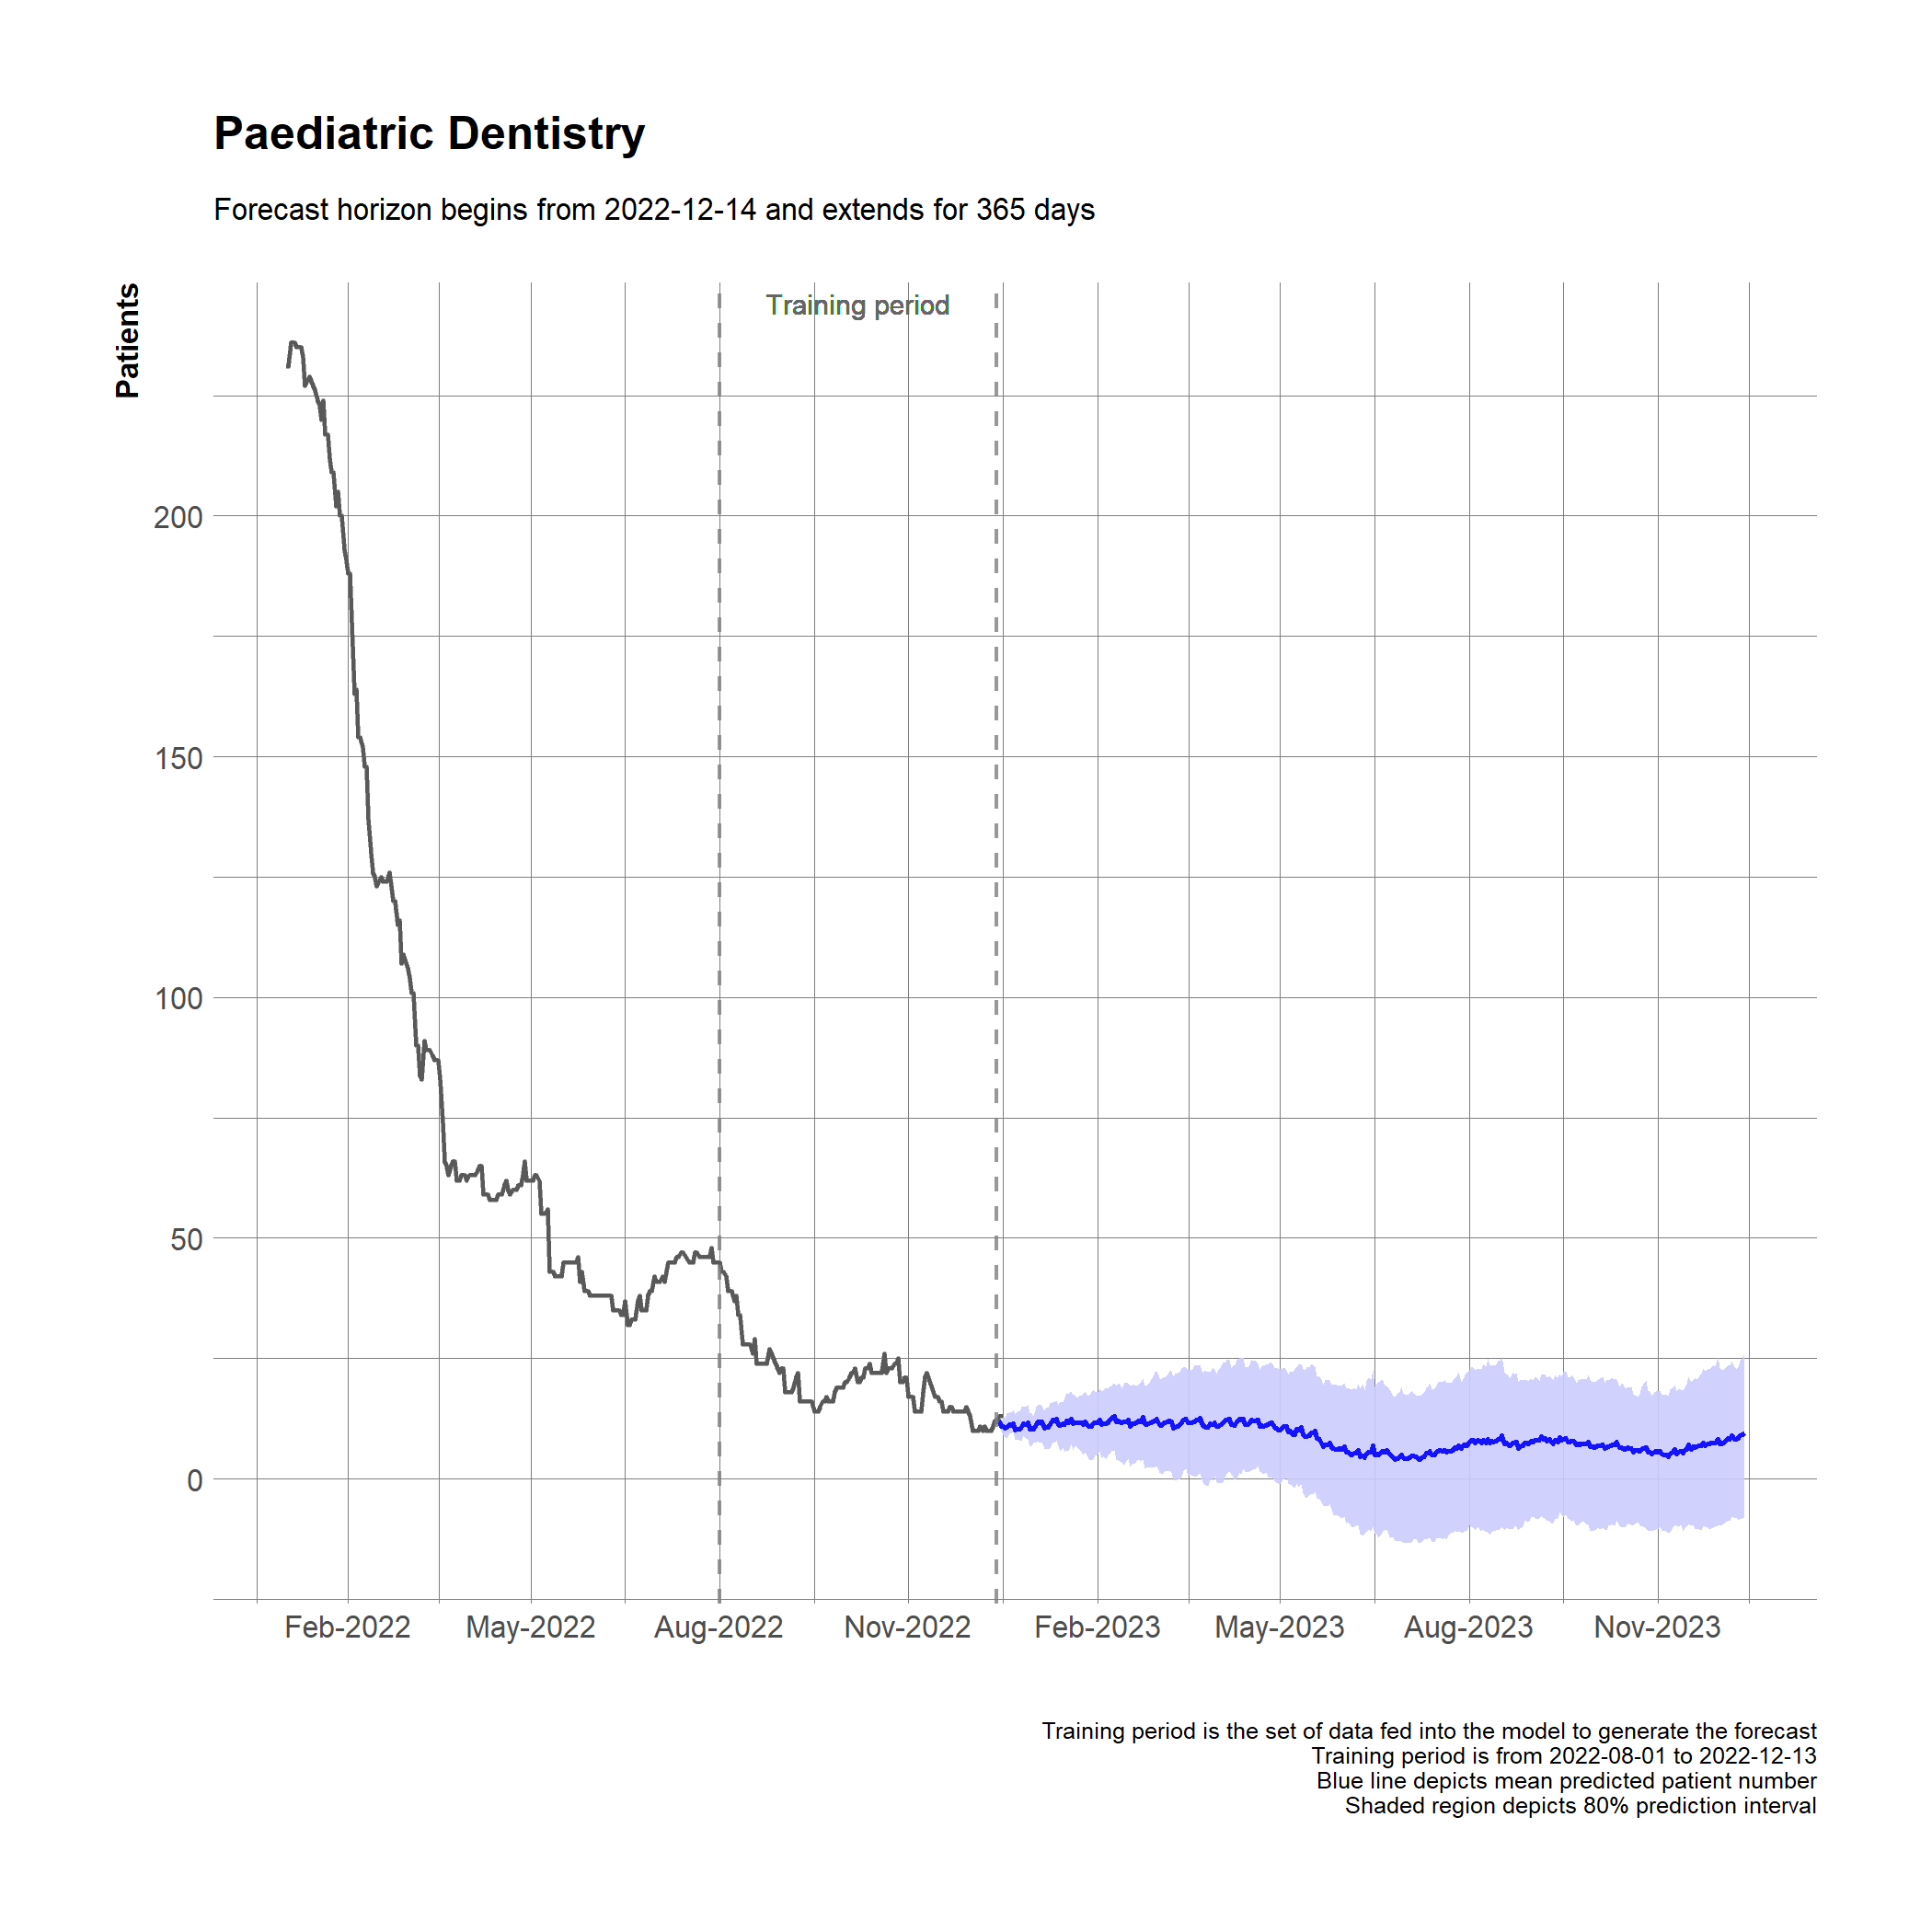 Paediatric Dentistry
Forecast horizon begins from 2022-12-14 and extends for 365 days
Patients
Training period
200
150
100
50
0
Feb-2022 May-2022 Aug-2022 Nov-2022 Feb-2023 May-2023 Aug-2023 Nov-2023
Training period is the set of data fed into the model to generate the forecast
Training period is from 2022-08-01 to 2022-12-13
Blue line depicts mean predicted patient number
Shaded region depicts 80% prediction interval